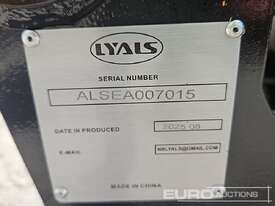 LYALS
SERIAL NUMBER
ALSEA007015
DATE IN PRODUCED 2025.08
E-MAIL
MADE IN CHINA
EURO AUCTIONS